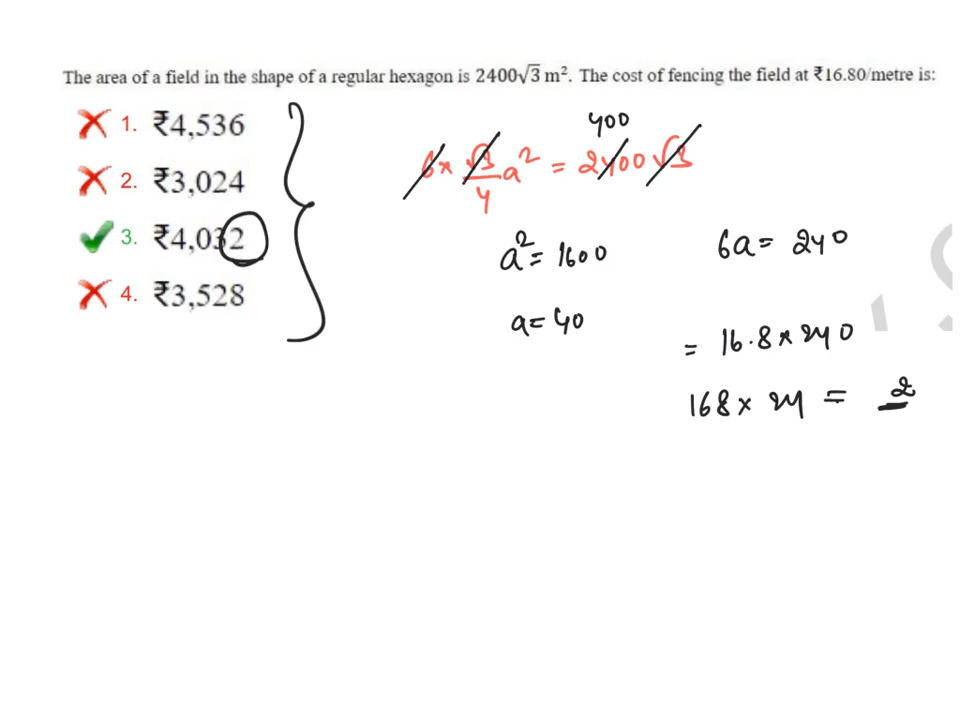 The area of a field in the shape of a regular hexagon is 2400√3 m². The cost of fencing the field at ₹16.80/metre is:
1. ₹4,536
2. ₹3,024
3. ₹4,032
4. ₹3,528
400
6 × √3/4 a² = 2400√3
a² = 1600
6a = 240
a = 40
= 16.8 × 240
168 × 24 = 2